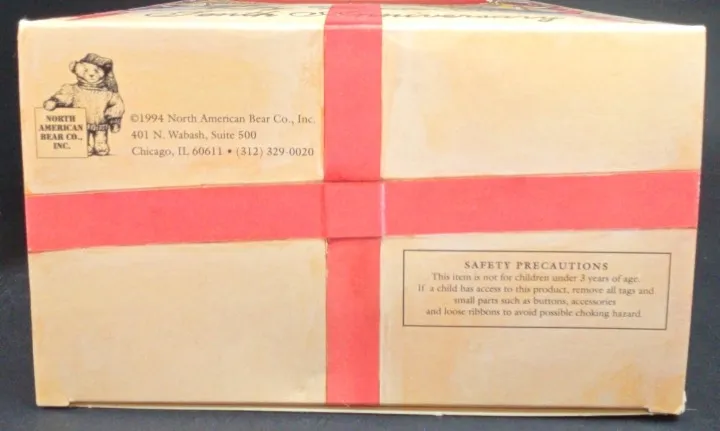 Tenth Anniversary
NORTH
AMERICAN
BEAR CO.,
INC.
©1994 North American Bear Co., Inc.
401 N. Wabash, Suite 500
Chicago, IL 60611 • (312) 329-0020
SAFETY PRECAUTIONS
This item is not for children under 3 years of age.
If a child has access to this product, remove all tags and
small parts such as buttons, accessories
and loose ribbons to avoid possible choking hazard.